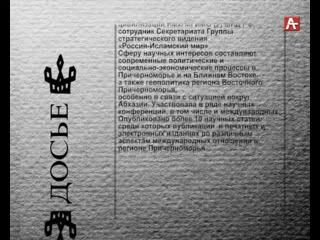 сотрудник Секретариата Группы
стратегического видения
«Россия-Исламский мир»
Сферу научных интересов составляют
современные политические и
социально-экономические процессы в
Причерноморье и на Ближнем Востоке,
а также геополитика региона Восточного
Причерноморья,
особенно в связи с ситуацией вокруг
Абхазии. Участвовала в ряде научных
конференций, в том числе и международных.
Опубликовано более 10 научных статей,
среди которых публикации в печатных и
электронных изданиях по различным
аспектам международных отношений в
регионе Причерноморья
ДОСЬЕ